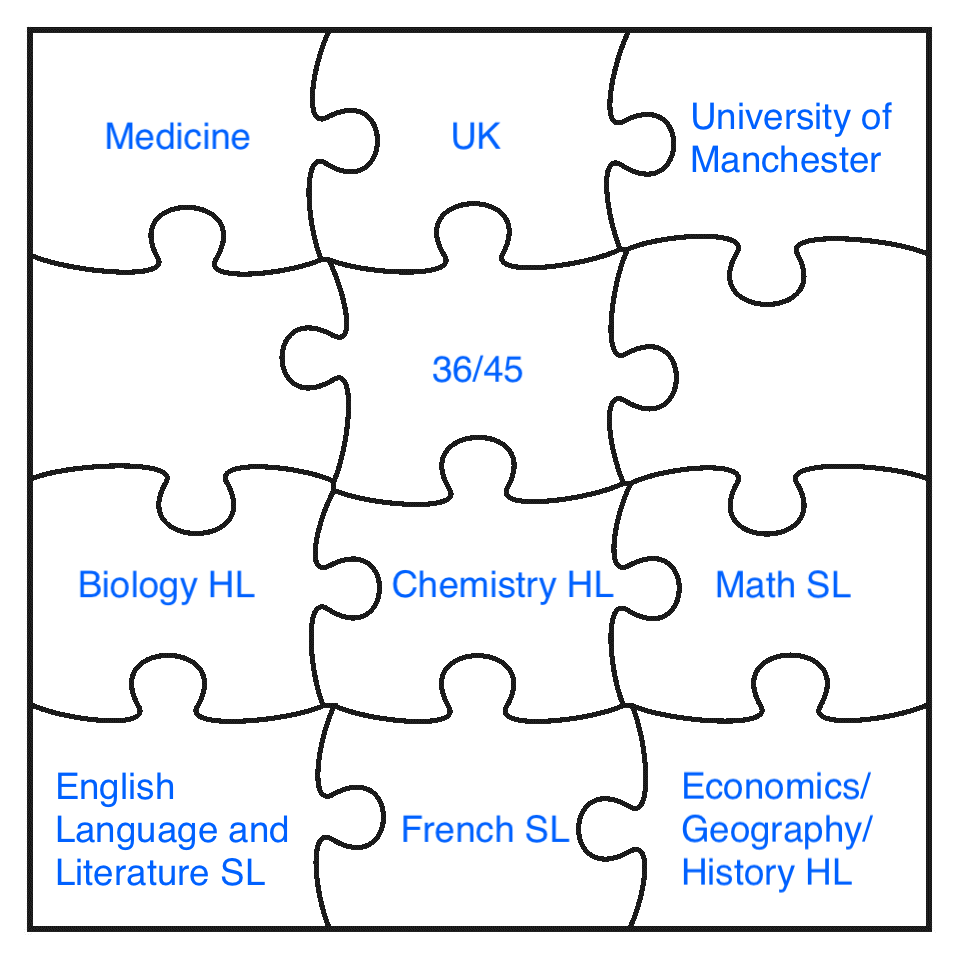 Medicine
UK
University of
Manchester
36/45
Biology HL
Chemistry HL
Math SL
English
Language and
Literature SL
French SL
Economics/
Geography/
History HL